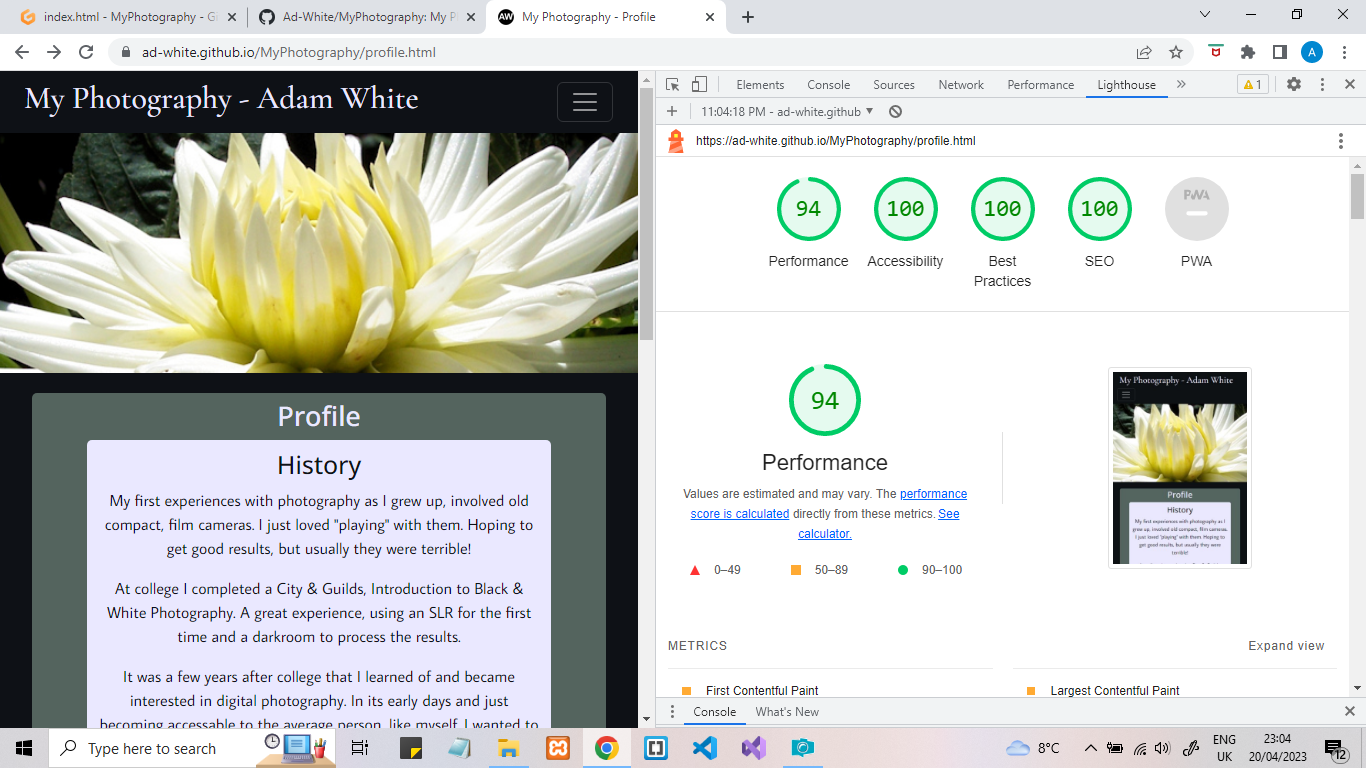 index.html - MyPhotography - Gi
Ad-White/MyPhotography: My P
AW My Photography - Profile
ad-white.github.io/MyPhotography/profile.html
A
My Photography - Adam White
Profile
History
My first experiences with photography as I grew up, involved old
compact, film cameras. I just loved "playing" with them. Hoping to
get good results, but usually they were terrible!
At college I completed a City & Guilds, Introduction to Black &
White Photography. A great experience, using an SLR for the first
time and a darkroom to process the results.
It was a few years after college that I learned of and became
interested in digital photography. In its early days and just
becoming accessable to the average person, like myself. I wanted to
Elements Console Sources Network Performance Lighthouse 1
11:04:18 PM - ad-white.github
https://ad-white.github.io/MyPhotography/profile.html
94 100 100 100 PWA
Performance Accessibility Best Practices SEO PWA
94
Performance
Values are estimated and may vary. The performance
score is calculated directly from these metrics. See
calculator.
0–49 50–89 90–100
My Photography - Adam White
Profile
History
My first experiences with photography as I
grew up, involved old compact, film cameras.
I just loved "playing" with them. Hoping to
get good results, but usually they were
terrible!
METRICS
Expand view
First Contentful Paint
Largest Contentful Paint
Console What's New
Type here to search
8°C
ENG
UK
23:04
20/04/2023
12